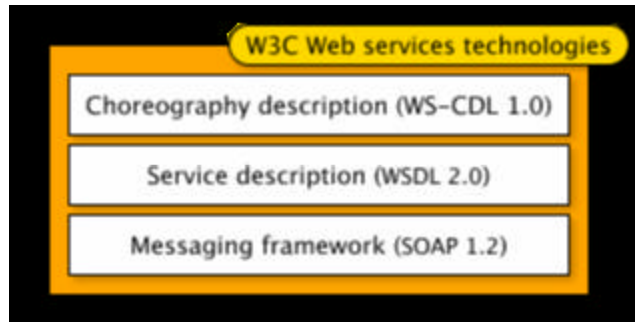 W3C Web services technologies
Choreography description (WS-CDL 1.0)
Service description (WSDL 2.0)
Messaging framework (SOAP 1.2)